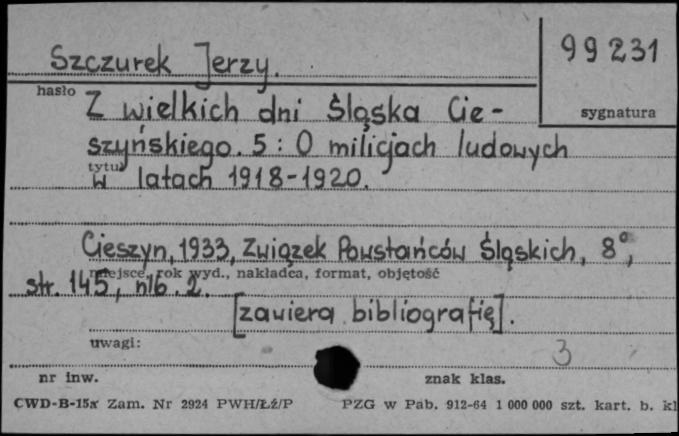 Szczurek Jerzy.
99231
hasło
sygnatura
Z wielkich dni Śląska Cie-
szyńskiego. 5 : O milicjach ludowych
tytuł
w latach 1918-1920.
Cieszyn, 1933, Związek Powstańców Śląskich, 8°,
miejsce, rok wyd., nakładca, format, objętość
str. 145, nlb. 2.
[zawiera bibliografię].
uwagi:
3
nr inw.
znak klas.
CWD-B-15x Zam. Nr 2924 PWH/Łź/P
PZG w Pab. 912-64 1 000 000 szt. kart. b. kl